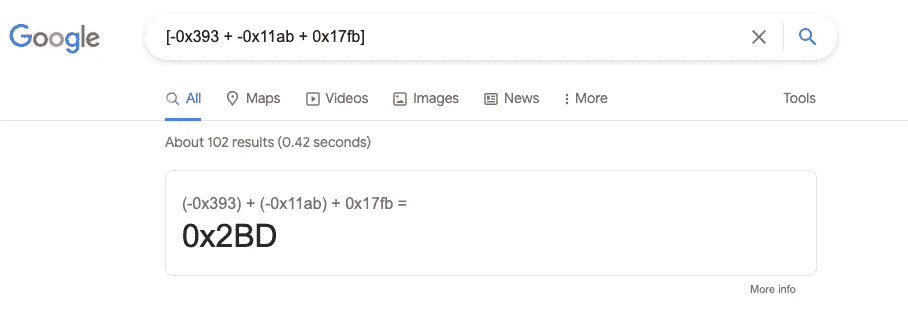 Google
[-0x393 + -0x11ab + 0x17fb]
All Maps Videos Images News More Tools
About 102 results (0.42 seconds)
(-0x393) + (-0x11ab) + 0x17fb =
0x2BD
More info